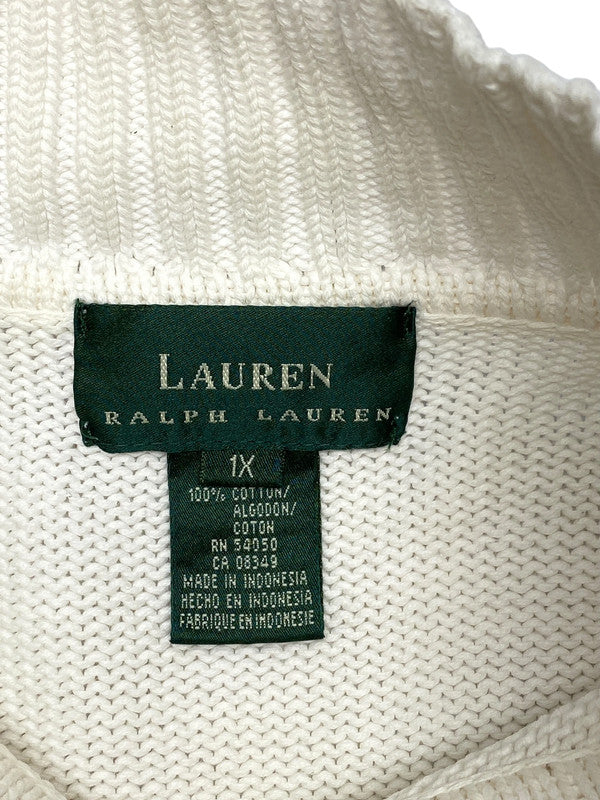 LAUREN
RALPH LAUREN
1X
100% COTTON/
ALGODON/
COTON
RN 54050
CA 08349
MADE IN INDONESIA
HECHO EN INDONESIA
FABRIQUE EN INDONESIE